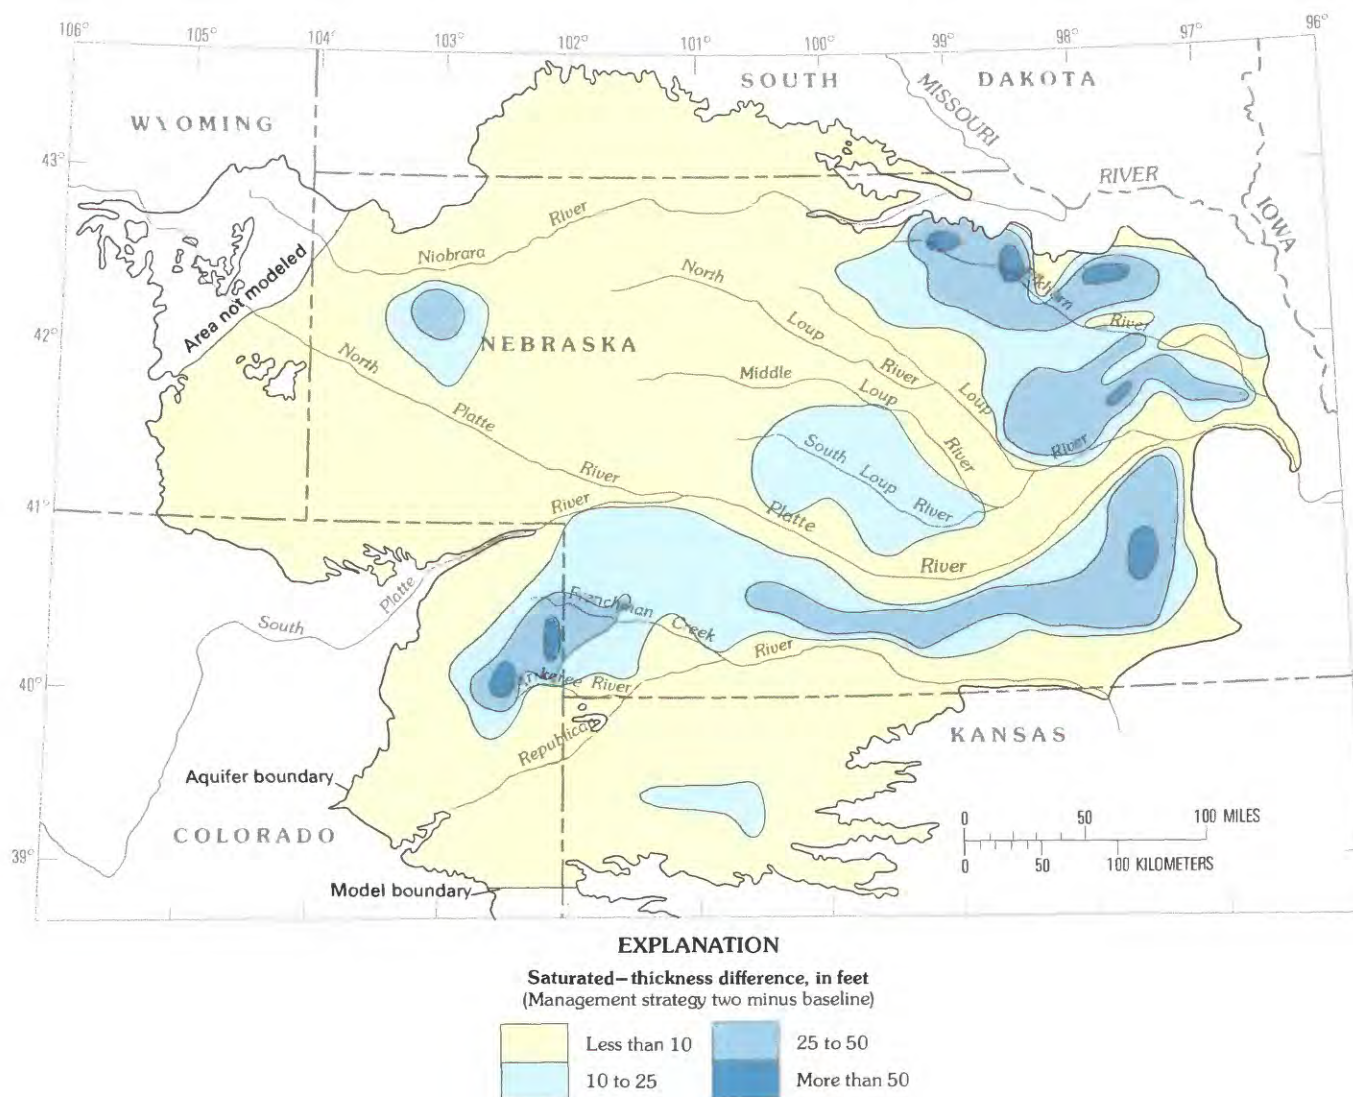 106° 105° 104° 103° 102° 101° 100° 99° 98° 97° 96°
SOUTH DAKOTA
MISSOURI
WYOMING
43°
RIVER
IOWA
River
Niobrara
Area not modeled
North
Elkhorn
River
42°
NEBRASKA
Loup
North
River
Middle
Loup
Loup
Platte
River
South
Loup
River
River
41°
River
River
Platte
River
Platte
Frenchman
Creek
South
River
40°
Arikaree River
KANSAS
Republican
Aquifer boundary
0 50 100 MILES
COLORADO
0 50 100 KILOMETERS
39°
Model boundary
EXPLANATION
Saturated–thickness difference, in feet
(Management strategy two minus baseline)
Less than 10
25 to 50
10 to 25
More than 50